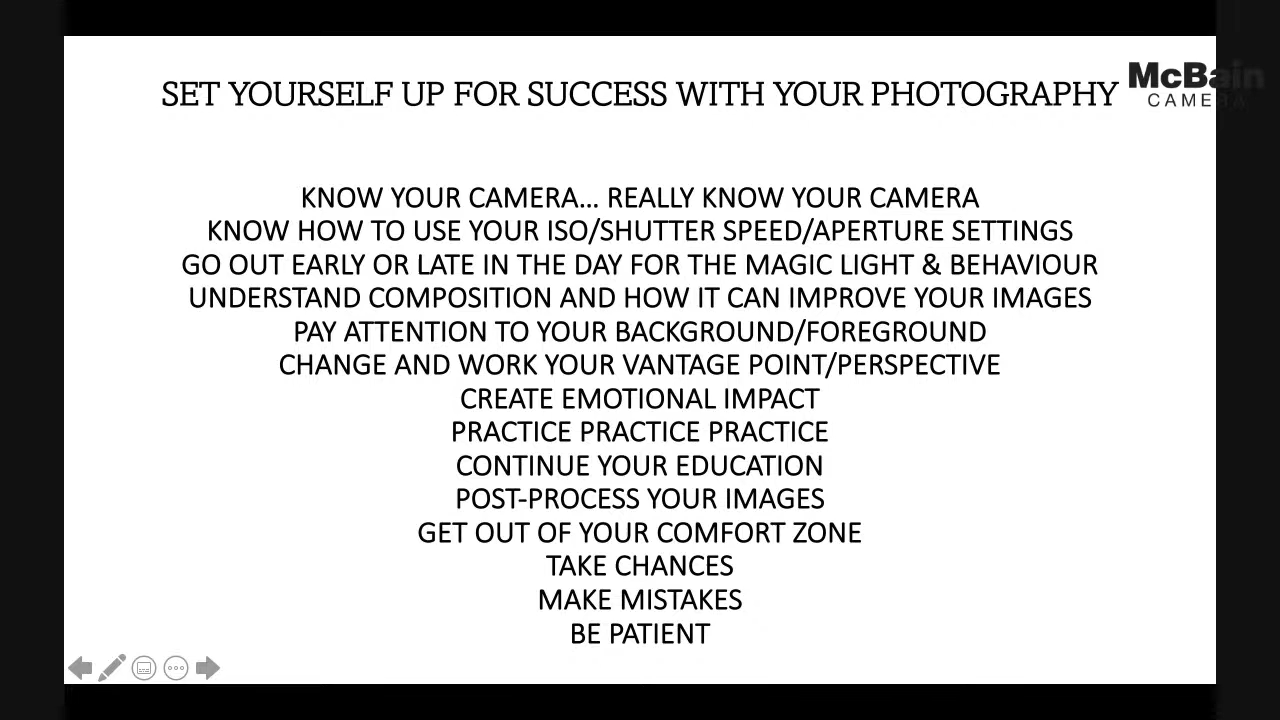 SET YOURSELF UP FOR SUCCESS WITH YOUR PHOTOGRAPHY
McBain
CAMERA
KNOW YOUR CAMERA... REALLY KNOW YOUR CAMERA
KNOW HOW TO USE YOUR ISO/SHUTTER SPEED/APERTURE SETTINGS
GO OUT EARLY OR LATE IN THE DAY FOR THE MAGIC LIGHT & BEHAVIOUR
UNDERSTAND COMPOSITION AND HOW IT CAN IMPROVE YOUR IMAGES
PAY ATTENTION TO YOUR BACKGROUND/FOREGROUND
CHANGE AND WORK YOUR VANTAGE POINT/PERSPECTIVE
CREATE EMOTIONAL IMPACT
PRACTICE PRACTICE PRACTICE
CONTINUE YOUR EDUCATION
POST-PROCESS YOUR IMAGES
GET OUT OF YOUR COMFORT ZONE
TAKE CHANCES
MAKE MISTAKES
BE PATIENT